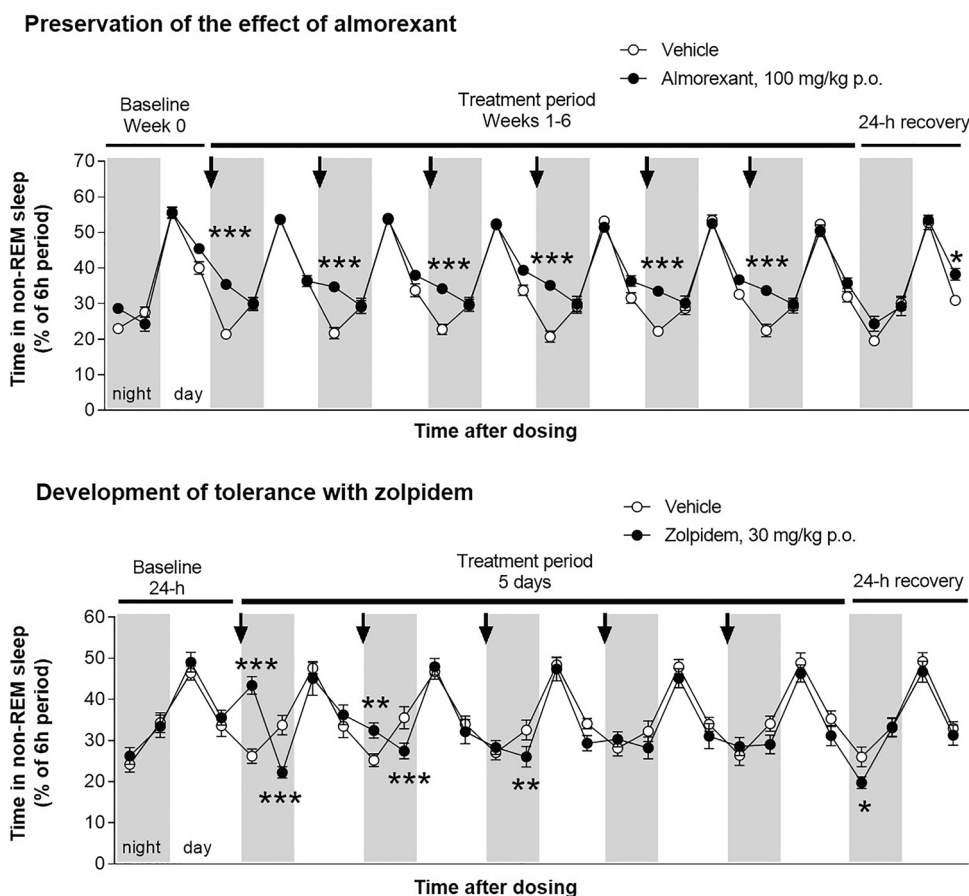 Preservation of the effect of almorexant
Vehicle
Almorexant, 100 mg/kg p.o.
Baseline
Week 0
Treatment period
Weeks 1-6
24-h recovery
Time in non-REM sleep
(% of 6h period)
70
60
50
40
30
20
10
0
***
***
***
***
***
***
*
night
day
Time after dosing
Development of tolerance with zolpidem
Vehicle
Zolpidem, 30 mg/kg p.o.
Baseline
24-h
Treatment period
5 days
24-h recovery
Time in non-REM sleep
(% of 6h period)
60
50
40
30
20
10
0
***
***
**
***
**
*
night
day
Time after dosing